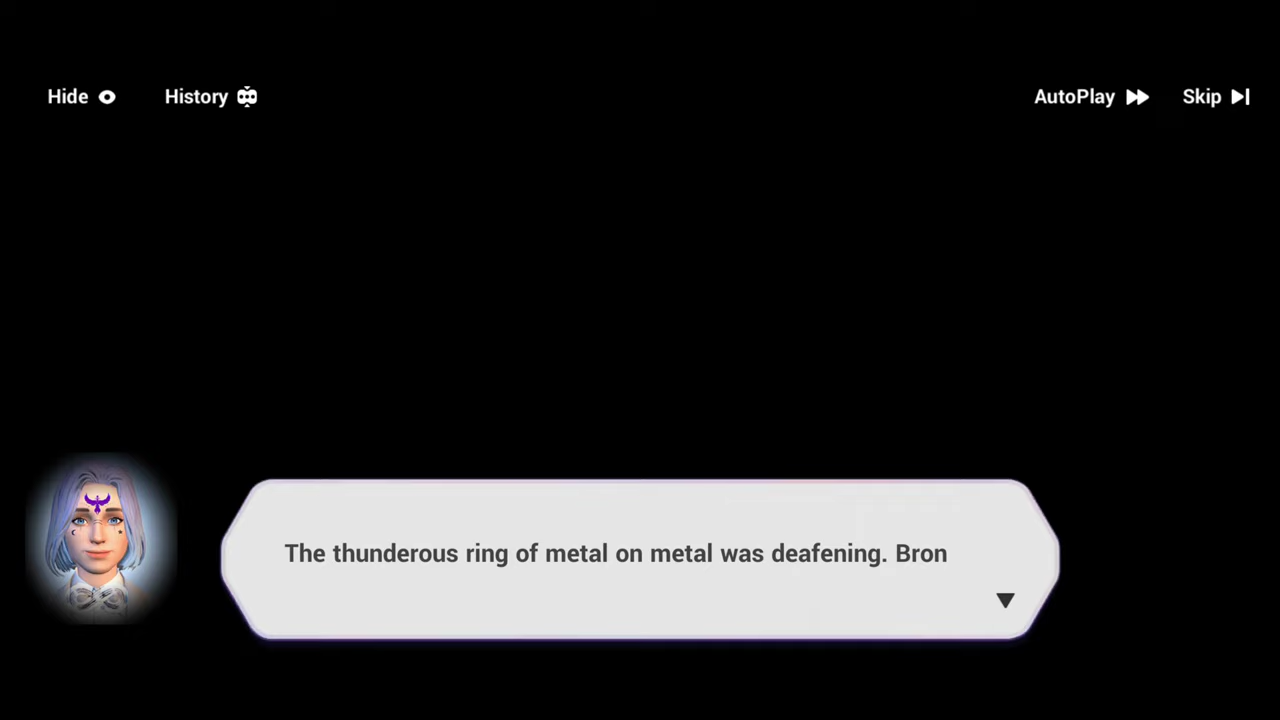 Hide
History
AutoPlay
Skip
The thunderous ring of metal on metal was deafening. Bron